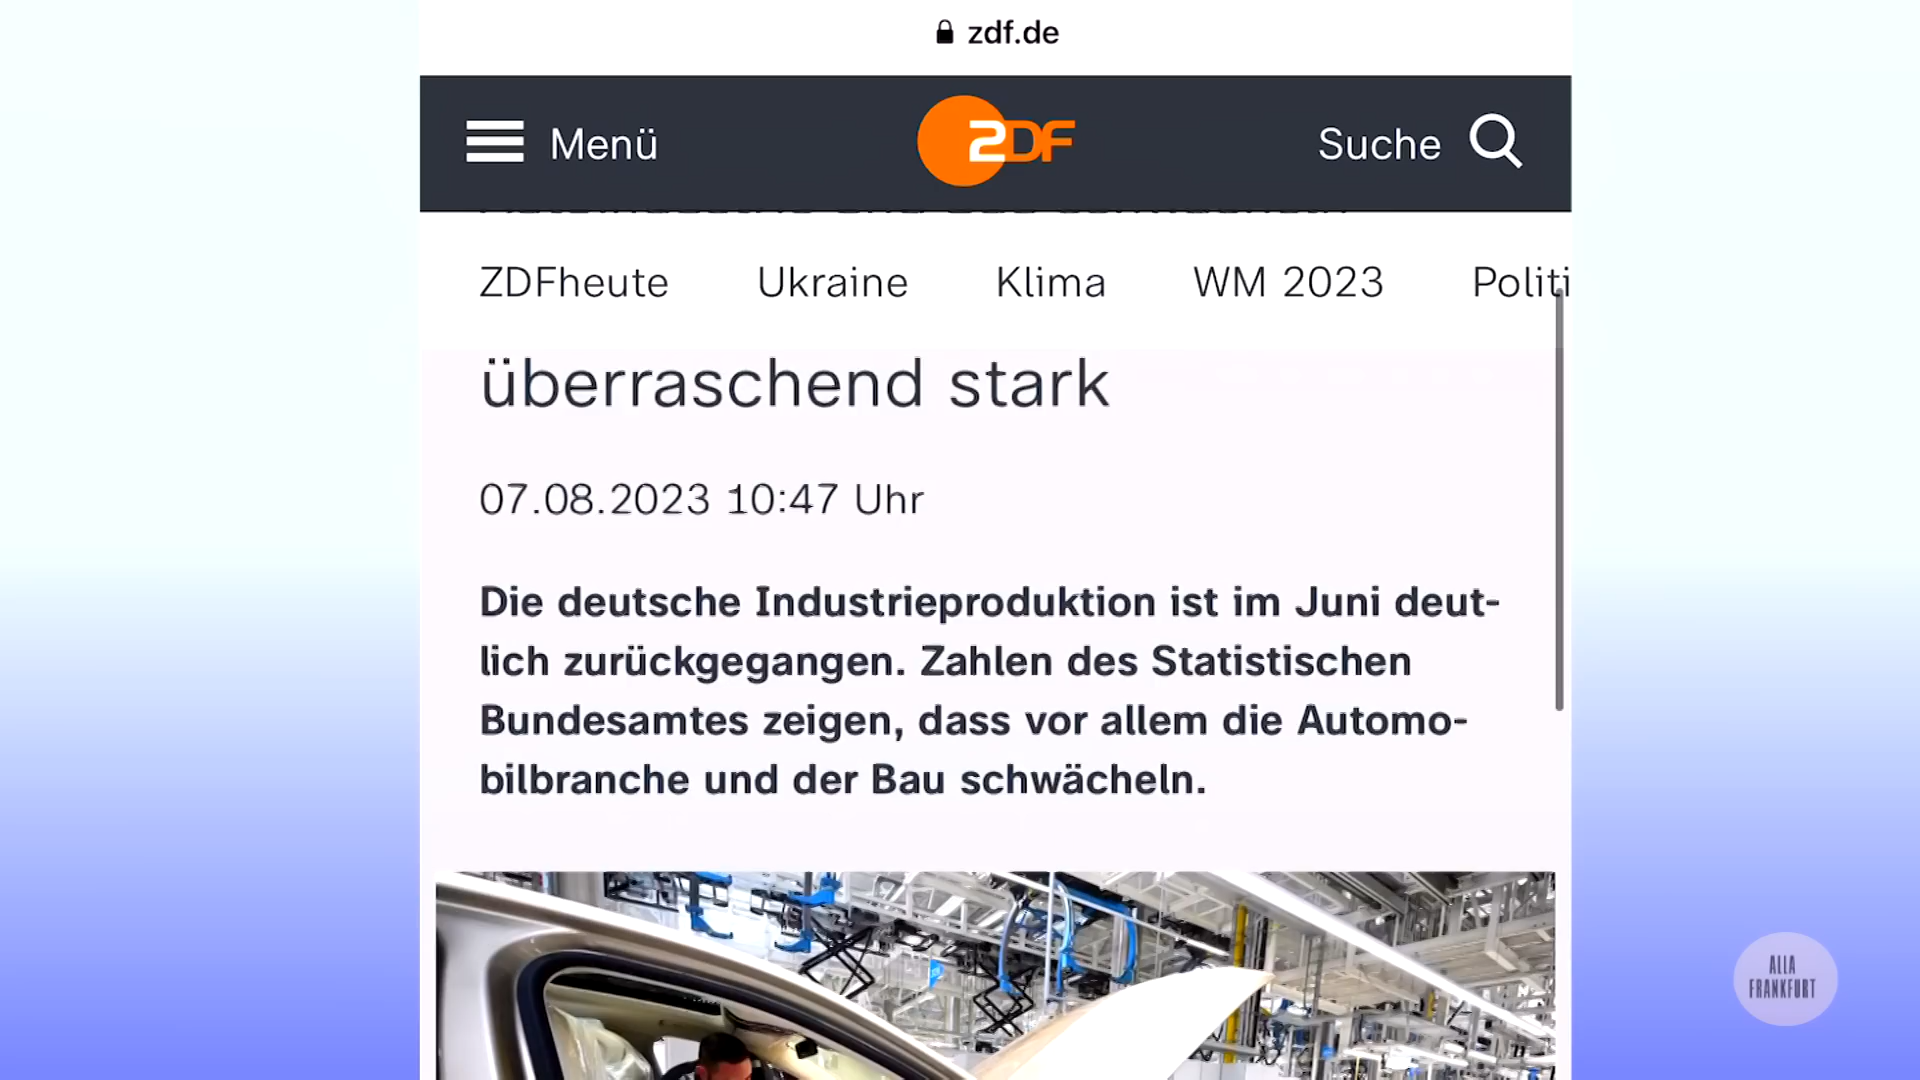 zdf.de
Menü
ZDF
Suche
ZDFheute Ukraine Klima WM 2023 Politi
überraschend stark
07.08.2023 10:47 Uhr
Die deutsche Industrieproduktion ist im Juni deut-
lich zurückgegangen. Zahlen des Statistischen
Bundesamtes zeigen, dass vor allem die Automo-
bilbranche und der Bau schwächeln.
ALLA
FRANKFURT